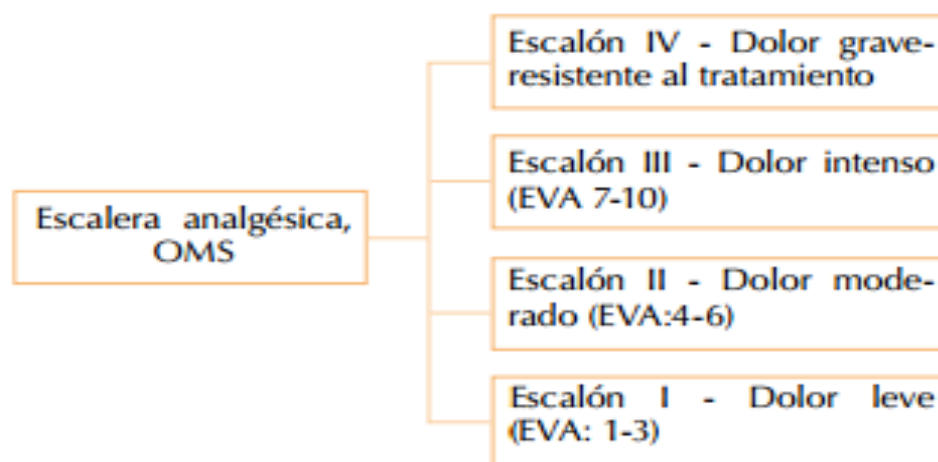 Escalera analgésica,
OMS
Escalón IV - Dolor grave-
resistente al tratamiento
Escalón III - Dolor intenso
(EVA 7-10)
Escalón II - Dolor mode-
rado (EVA:4-6)
Escalón I - Dolor leve
(EVA: 1-3)